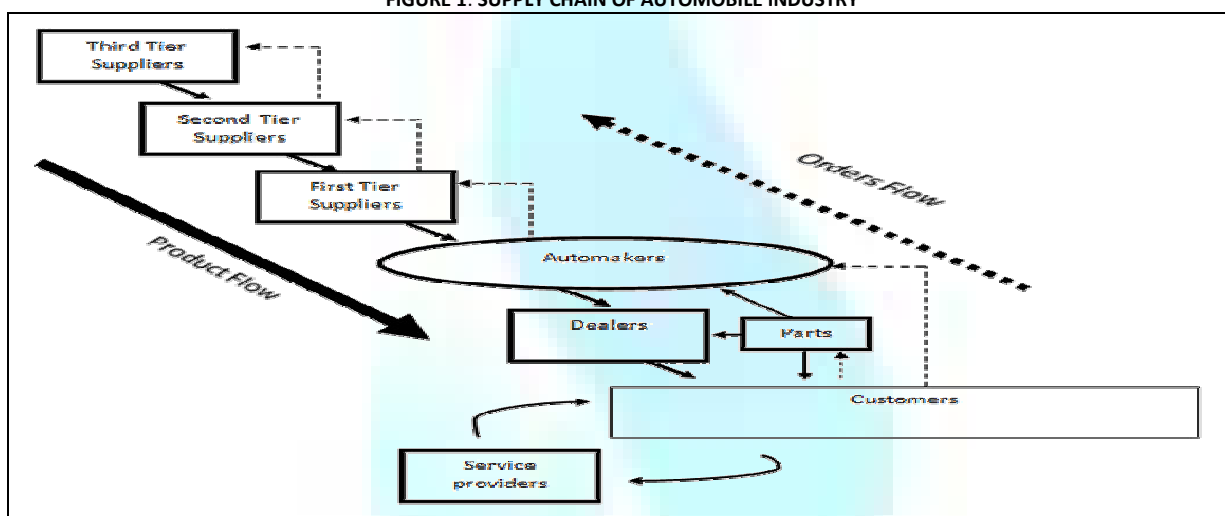 FIGURE 1: SUPPLY CHAIN OF AUTOMOBILE INDUSTRY
Third Tier
Suppliers
Second Tier
Suppliers
First Tier
Suppliers
Orders Flow
Product Flow
Automakers
Dealers
Parts
Customers
Service
providers